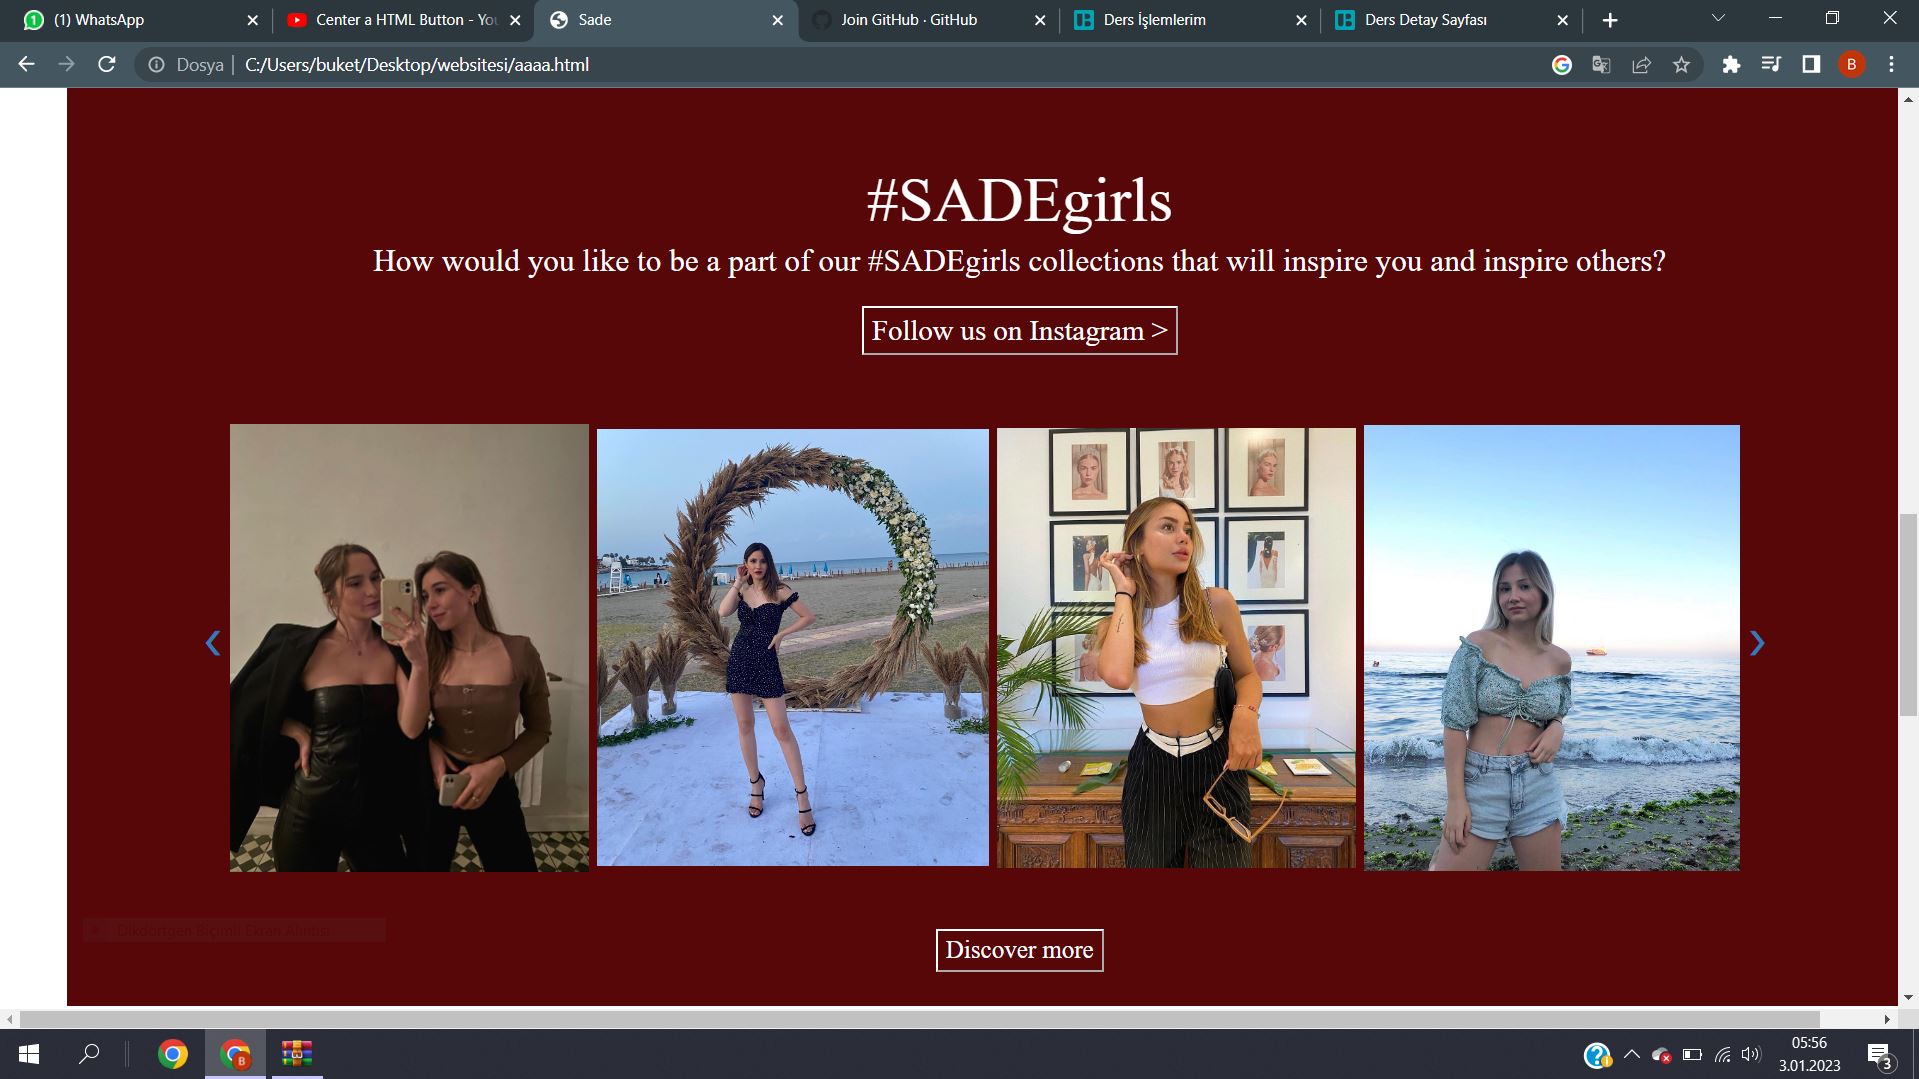 (1) WhatsApp
Center a HTML Button - You
Sade
Join GitHub · GitHub
Ders İşlemlerim
Ders Detay Sayfası
Dosya
C:/Users/buket/Desktop/websitesi/aaaa.html
B
#SADEgirls
How would you like to be a part of our #SADEgirls collections that will inspire you and inspire others?
Follow us on Instagram >
Dikdörtgen Biçimli Ekran Alıntısı
Discover more
B
05:56
3.01.2023
3